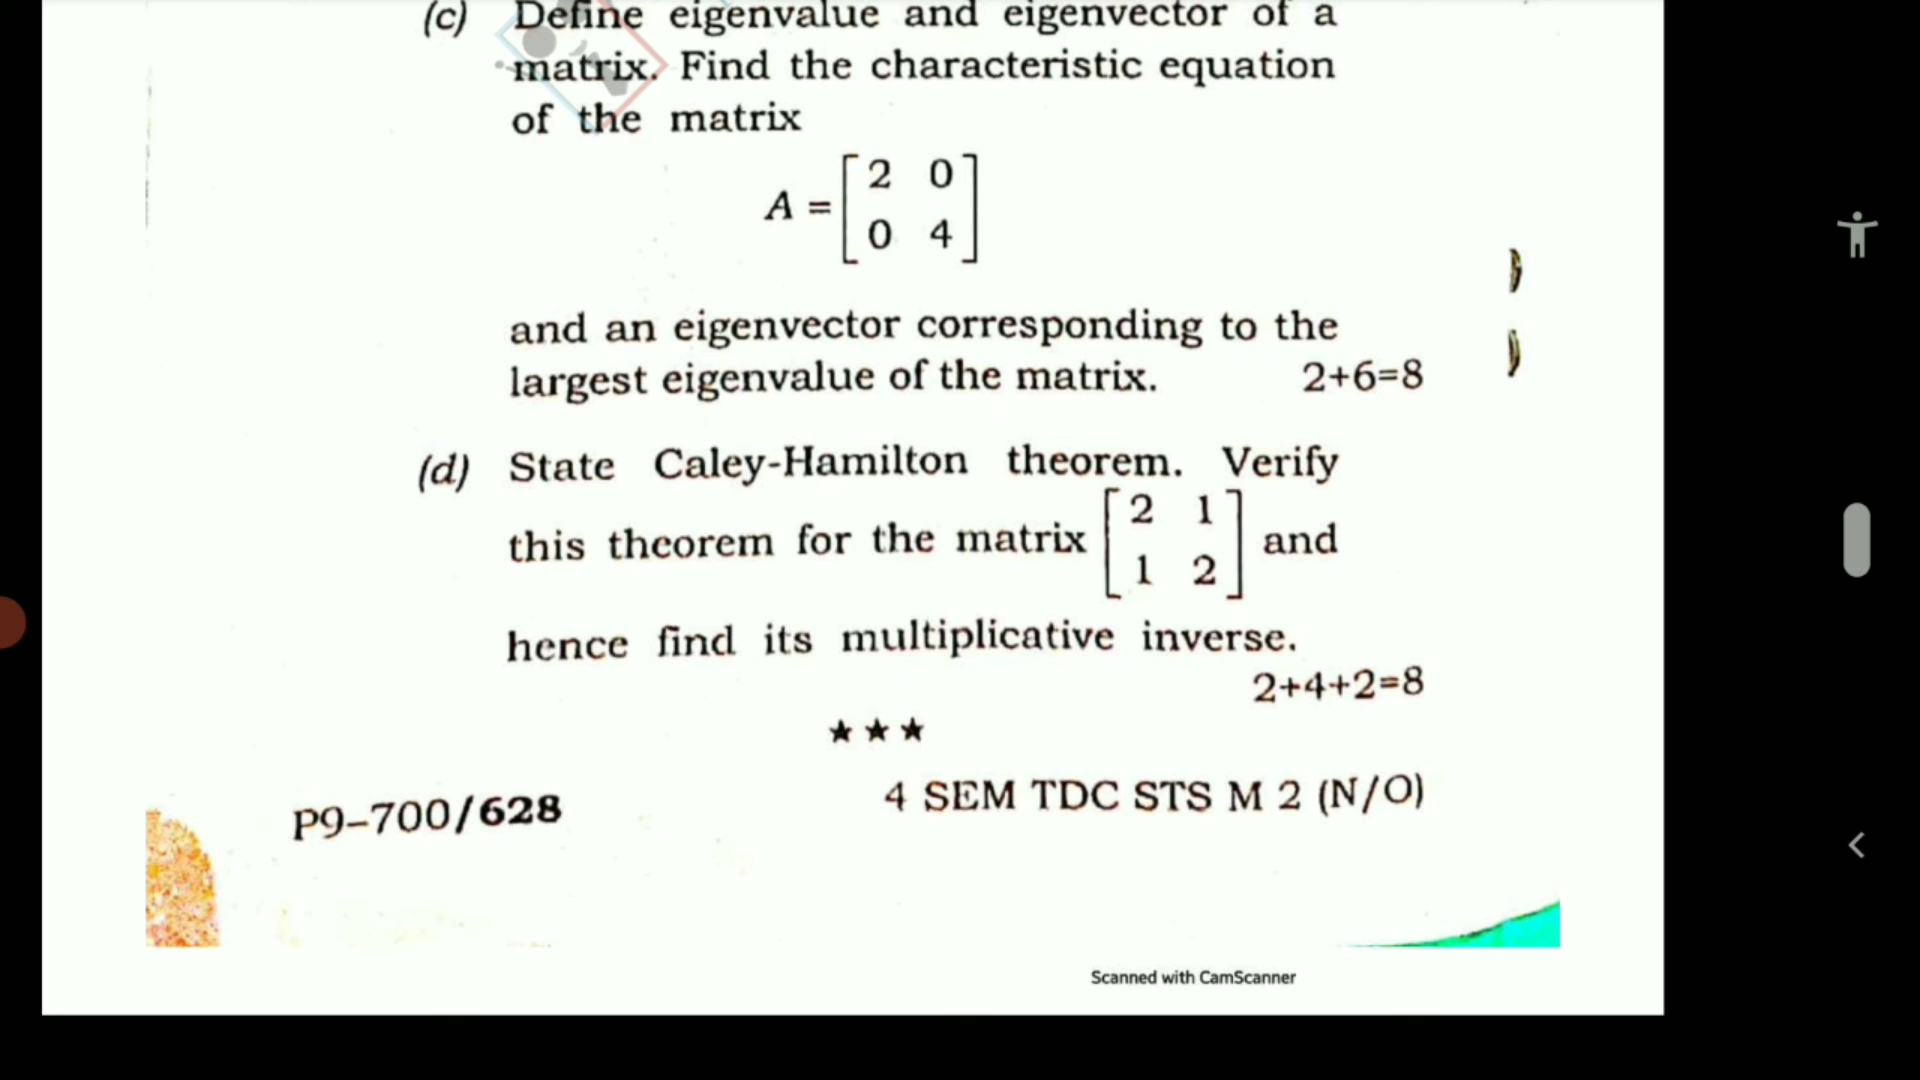 (c) Define eigenvalue and eigenvector of a
matrix. Find the characteristic equation
of the matrix
A = [2 0
0 4]
and an eigenvector corresponding to the
largest eigenvalue of the matrix. 2+6=8
(d) State Caley-Hamilton theorem. Verify
this theorem for the matrix [2 1
1 2] and
hence find its multiplicative inverse.
2+4+2=8
★ ★ ★
P9–700/628 4 SEM TDC STS M 2 (N/O)
Scanned with CamScanner